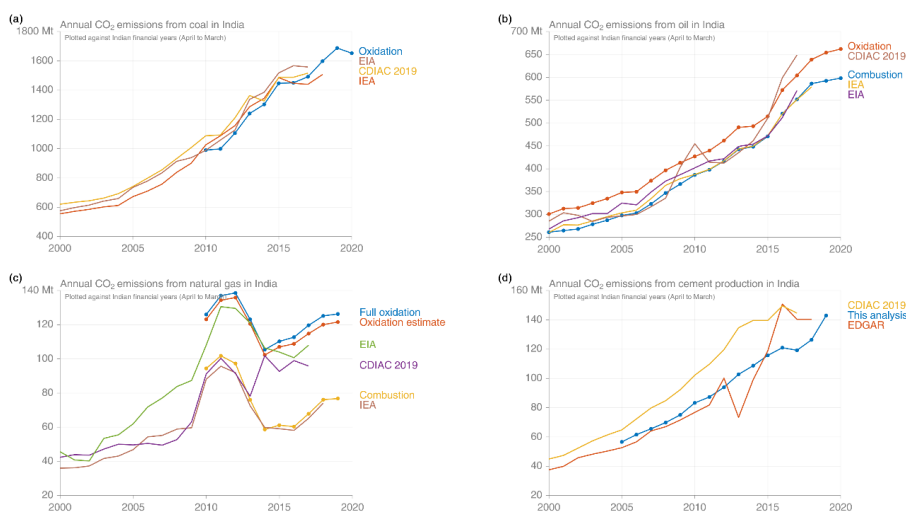 (a)
Annual CO₂ emissions from coal in India
1800 Mt
Plotted against Indian financial years (April to March)
1600
1400
1200
1000
800
600
400
2000
2005
2010
2015
2020
Oxidation
EIA
CDIAC 2019
IEA
(b)
Annual CO₂ emissions from oil in India
700 Mt
Plotted against Indian financial years (April to March)
650
600
550
500
450
400
350
300
250
2000
2005
2010
2015
2020
Oxidation
CDIAC 2019
Combustion
IEA
EIA
(c)
Annual CO₂ emissions from natural gas in India
140 Mt
Plotted against Indian financial years (April to March)
120
100
80
60
40
20
2000
2005
2010
2015
2020
Full oxidation
Oxidation estimate
EIA
CDIAC 2019
Combustion
IEA
(d)
Annual CO₂ emissions from cement production in India
160 Mt
Plotted against Indian financial years (April to March)
140
120
100
80
60
40
20
2000
2005
2010
2015
2020
CDIAC 2019
This analysis
EDGAR